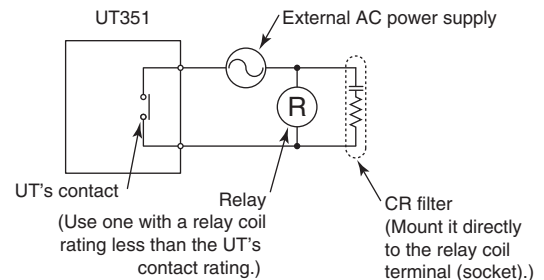 UT351
External AC power supply
R
UT's contact
Relay
(Use one with a relay coil
rating less than the UT's
contact rating.)
CR filter
(Mount it directly
to the relay coil
terminal (socket).)